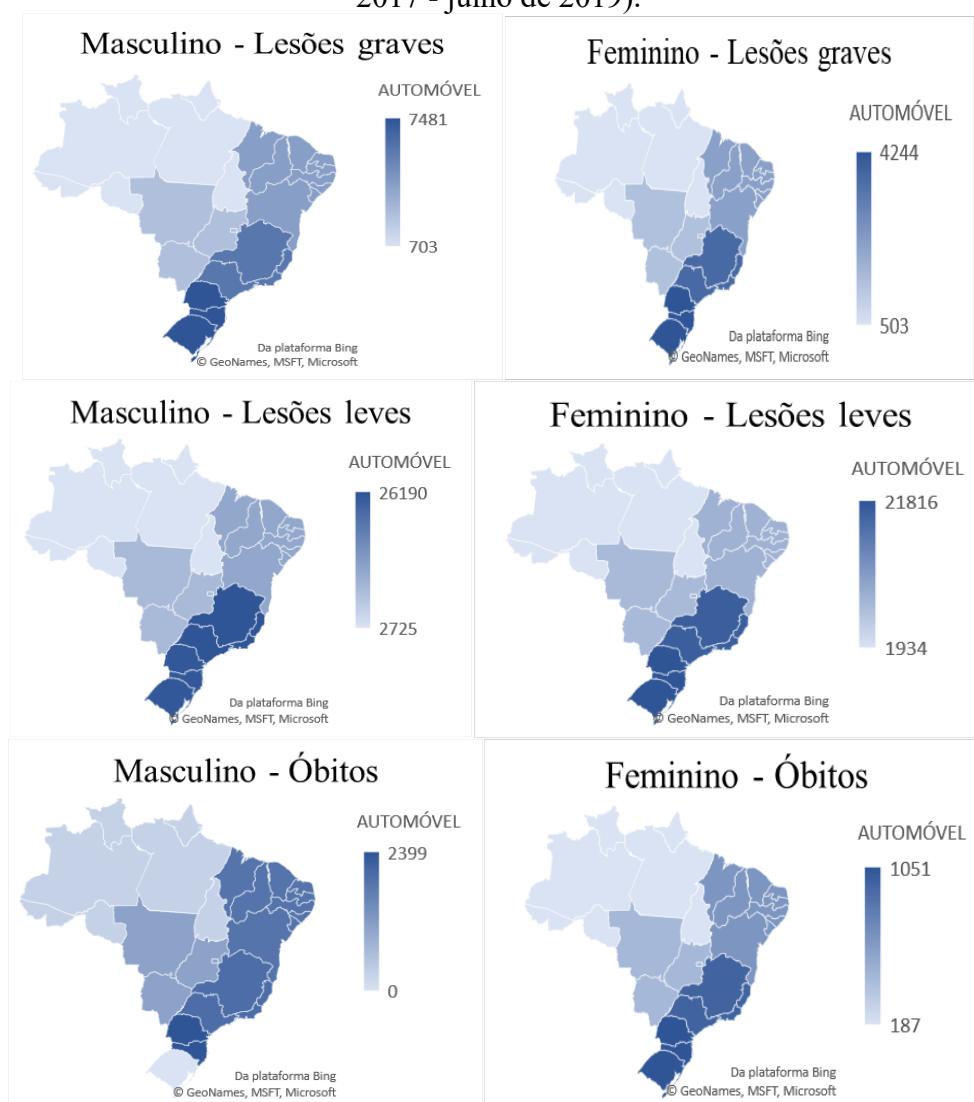 2017 - julho de 2019).
Masculino - Lesões graves
AUTOMÓVEL
7481
703
Da plataforma Bing
© GeoNames, MSFT, Microsoft
Feminino - Lesões graves
AUTOMÓVEL
4244
503
Da plataforma Bing
© GeoNames, MSFT, Microsoft
Masculino - Lesões leves
AUTOMÓVEL
26190
2725
Da plataforma Bing
© GeoNames, MSFT, Microsoft
Feminino - Lesões leves
AUTOMÓVEL
21816
1934
Da plataforma Bing
© GeoNames, MSFT, Microsoft
Masculino - Óbitos
AUTOMÓVEL
2399
0
Da plataforma Bing
© GeoNames, MSFT, Microsoft
Feminino - Óbitos
AUTOMÓVEL
1051
187
Da plataforma Bing
© GeoNames, MSFT, Microsoft